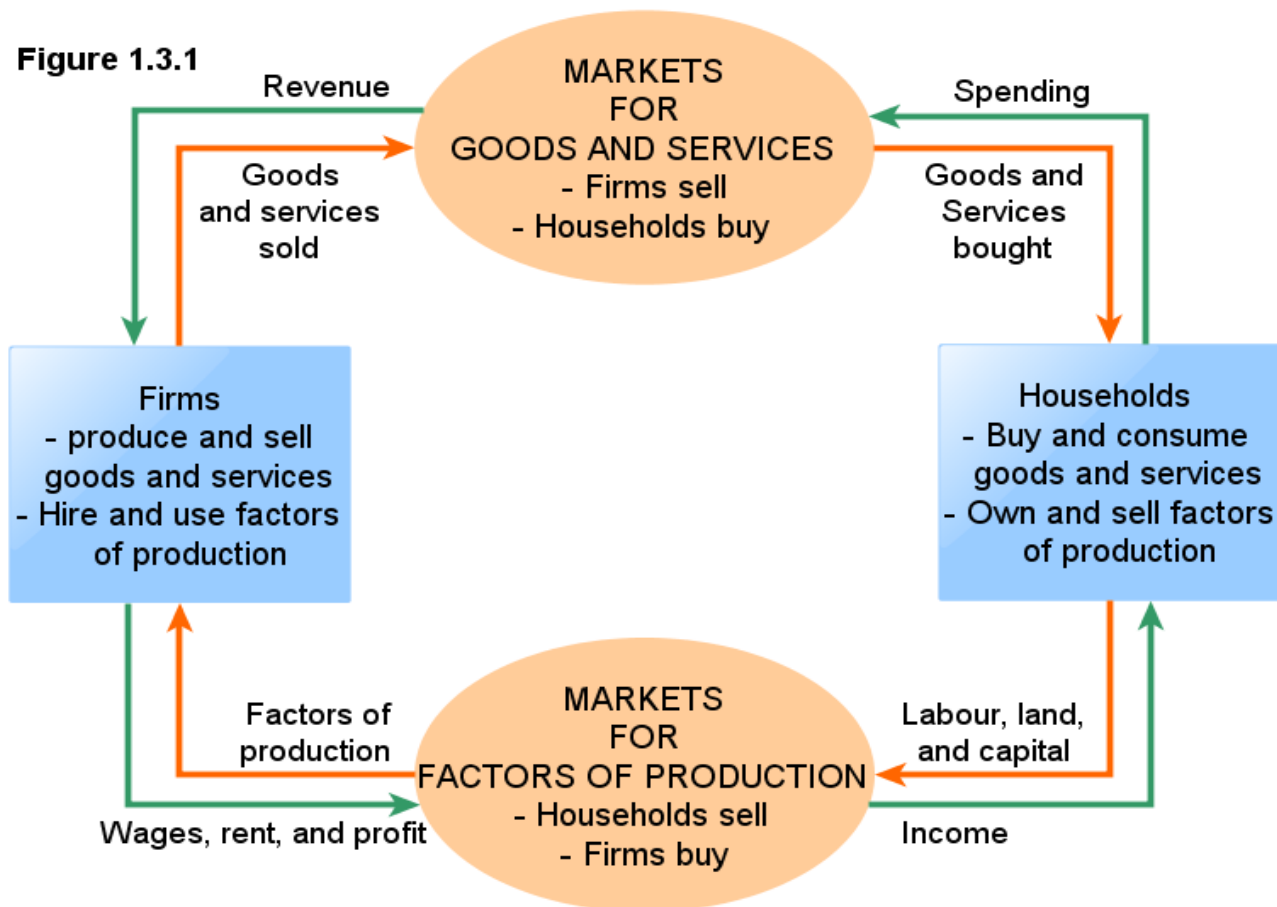 Figure 1.3.1
MARKETS
FOR
GOODS AND SERVICES
- Firms sell
- Households buy
Revenue
Spending
Goods
and services
sold
Goods and
Services
bought
Firms
- produce and sell
goods and services
- Hire and use factors
of production
Households
- Buy and consume
goods and services
- Own and sell factors
of production
Factors of
production
Wages, rent, and profit
MARKETS
FOR
FACTORS OF PRODUCTION
- Households sell
- Firms buy
Labour, land,
and capital
Income